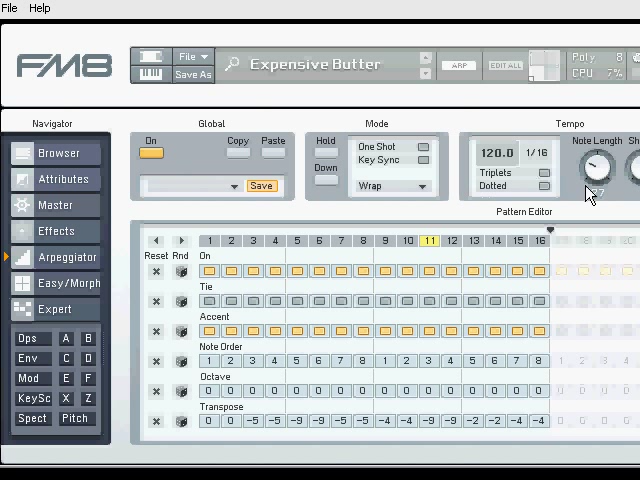 File Help
FM8
File
Save As
Expensive Butter
ARP
EDIT ALL
Poly 8
CPU 7%
Navigator
Global
Mode
Tempo
Browser
Attributes
Master
Effects
Arpeggiator
Easy/Morph
Expert
Ops A B
Env C D
Mod E F
KeySc X Z
Spect Pitch
On
Copy Paste
Save
Hold
Down
One Shot
Key Sync
Wrap
120.0 1/16
Triplets
Dotted
Note Length
Sh
Pattern Editor
1 2 3 4 5 6 7 8 9 10 11 12 13 14 15 16
Reset Rnd
On
Tie
Accent
Note Order
1 2 3 4 5 6 7 8 1 2 3 4 5 6 7 8
Octave
0 0 0 0 0 0 0 0 0 0 0 0 0 0 0 0
Transpose
0 0 -5 -5 -9 -9 -5 -5 -4 -4 -9 -9 -2 -2 -4 -4